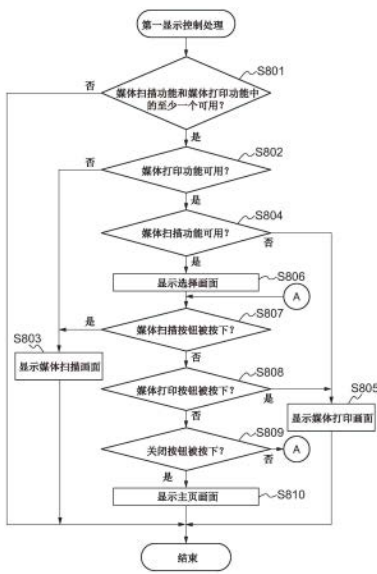 第一显示控制处理
S801
否
媒体扫描功能和媒体打印功能中
的至少一个可用？
是
S802
否
媒体打印功能可用？
是
S804
媒体扫描功能可用？
否
是
S806
显示选择画面
A
S807
是
媒体扫描按钮被按下？
S803
否
显示媒体扫描画面
S808
媒体打印按钮被按下？
是
S805
否
显示媒体打印画面
S809
关闭按钮被按下？
否
A
是
显示主页画面
S810
结束